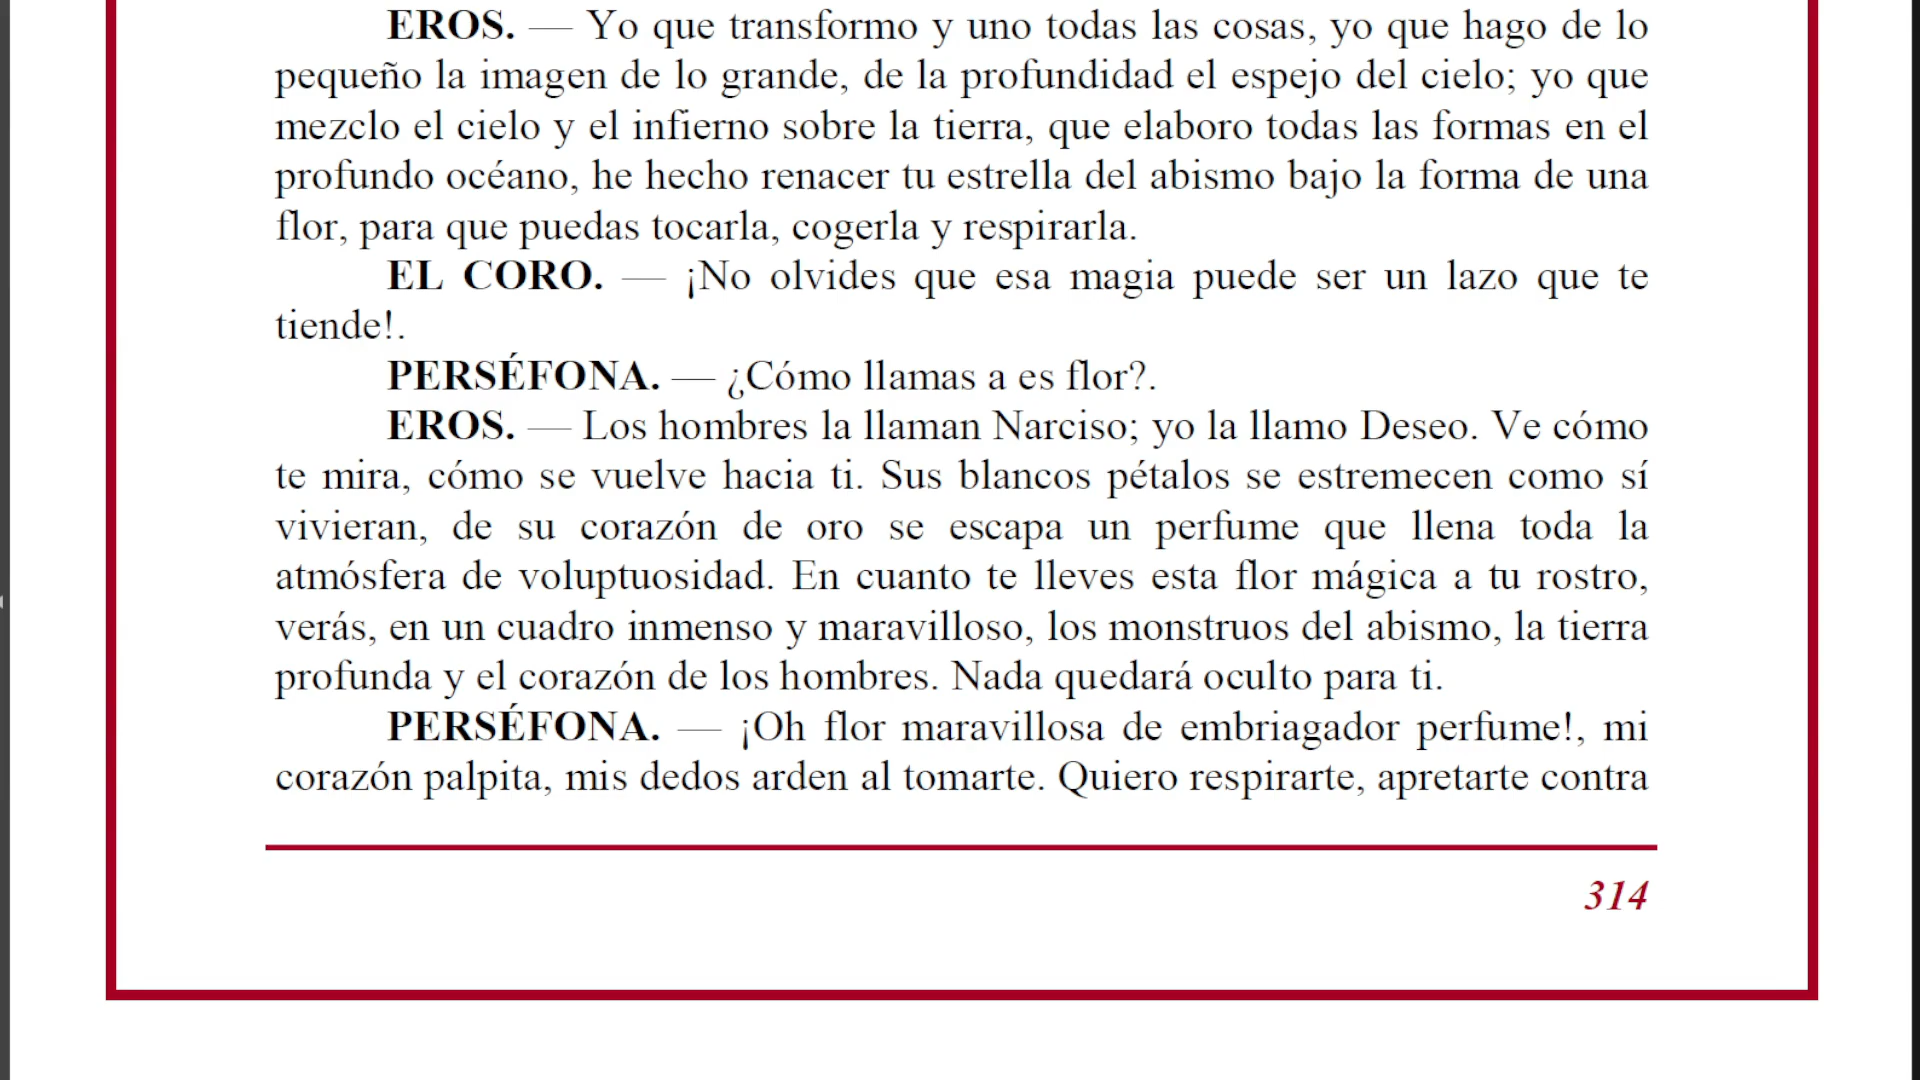 EROS. — Yo que transformo y uno todas las cosas, yo que hago de lo
pequeño la imagen de lo grande, de la profundidad el espejo del cielo; yo que
mezclo el cielo y el infierno sobre la tierra, que elaboro todas las formas en el
profundo océano, he hecho renacer tu estrella del abismo bajo la forma de una
flor, para que puedas tocarla, cogerla y respirarla.
EL CORO. — ¡No olvides que esa magia puede ser un lazo que te
tiende!.
PERSÉFONA. — ¿Cómo llamas a es flor?.
EROS. — Los hombres la llaman Narciso; yo la llamo Deseo. Ve cómo
te mira, cómo se vuelve hacia ti. Sus blancos pétalos se estremecen como sí
vivieran, de su corazón de oro se escapa un perfume que llena toda la
atmósfera de voluptuosidad. En cuanto te lleves esta flor mágica a tu rostro,
verás, en un cuadro inmenso y maravilloso, los monstruos del abismo, la tierra
profunda y el corazón de los hombres. Nada quedará oculto para ti.
PERSÉFONA. — ¡Oh flor maravillosa de embriagador perfume!, mi
corazón palpita, mis dedos arden al tomarte. Quiero respirarte, apretarte contra
314